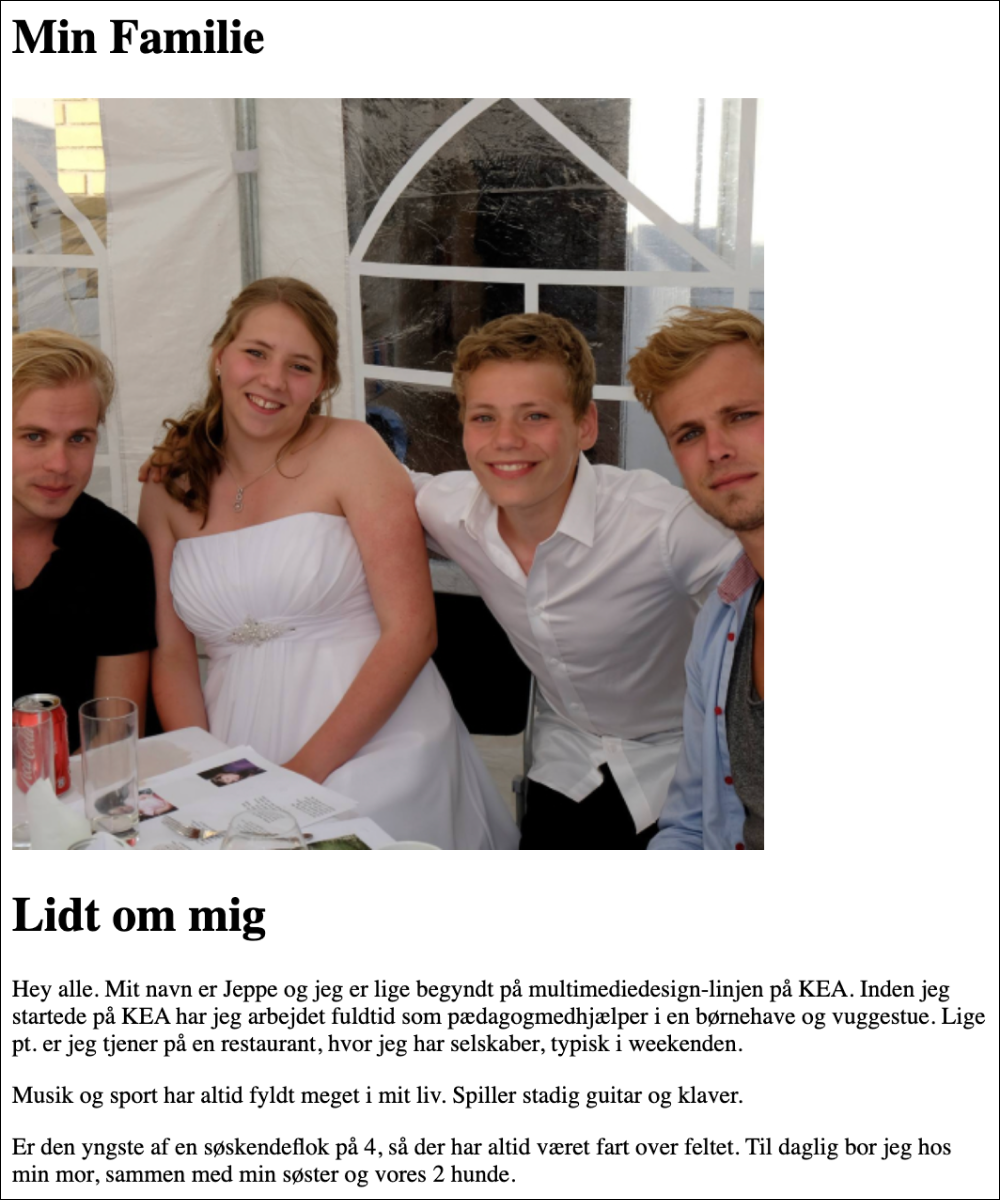 Min Familie
Coca-Cola
Lidt om mig
Hey alle. Mit navn er Jeppe og jeg er lige begyndt på multimediedesign-linjen på KEA. Inden jeg
startede på KEA har jeg arbejdet fuldtid som pædagogmedhjælper i en børnehave og vuggestue. Lige
pt. er jeg tjener på en restaurant, hvor jeg har selskaber, typisk i weekenden.
Musik og sport har altid fyldt meget i mit liv. Spiller stadig guitar og klaver.
Er den yngste af en søskendeflok på 4, så der har altid været fart over feltet. Til daglig bor jeg hos
min mor, sammen med min søster og vores 2 hunde.